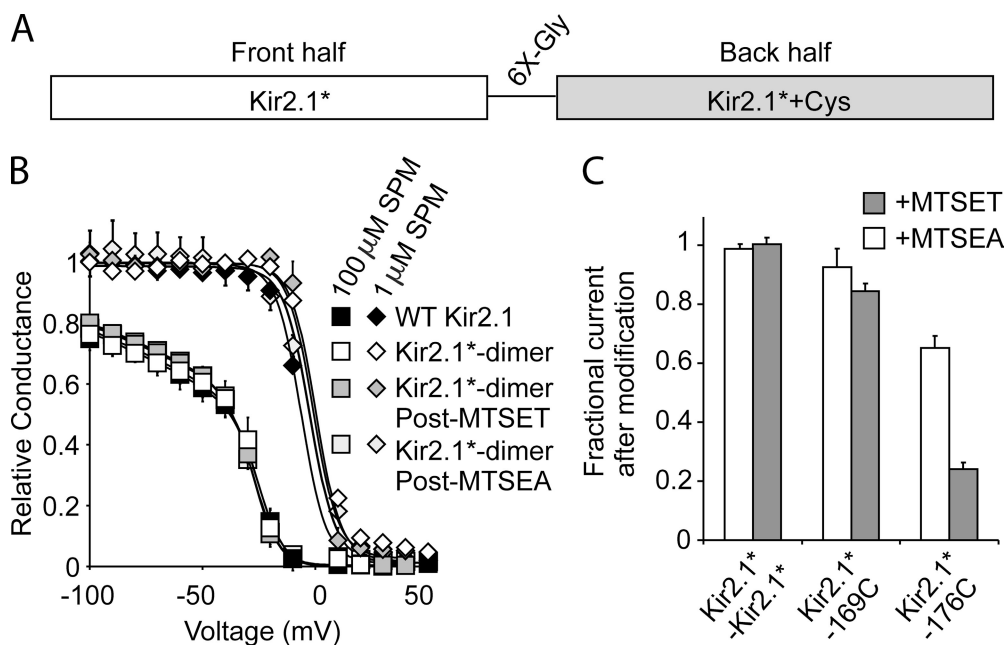 A
Front half
6X-Gly
Back half
Kir2.1*
Kir2.1*+Cys
B
100 μM SPM
1 μM SPM
WT Kir2.1
Kir2.1*-dimer
Kir2.1*-dimer
Post-MTSET
Kir2.1*-dimer
Post-MTSEA
Relative Conductance
1
0.8
0.6
0.4
0.2
0
-100
-50
0
50
Voltage (mV)
C
+MTSET
+MTSEA
Fractional current
after modification
1
0.8
0.6
0.4
0.2
0
Kir2.1*
-Kir2.1*
Kir2.1*
-169C
Kir2.1*
-176C